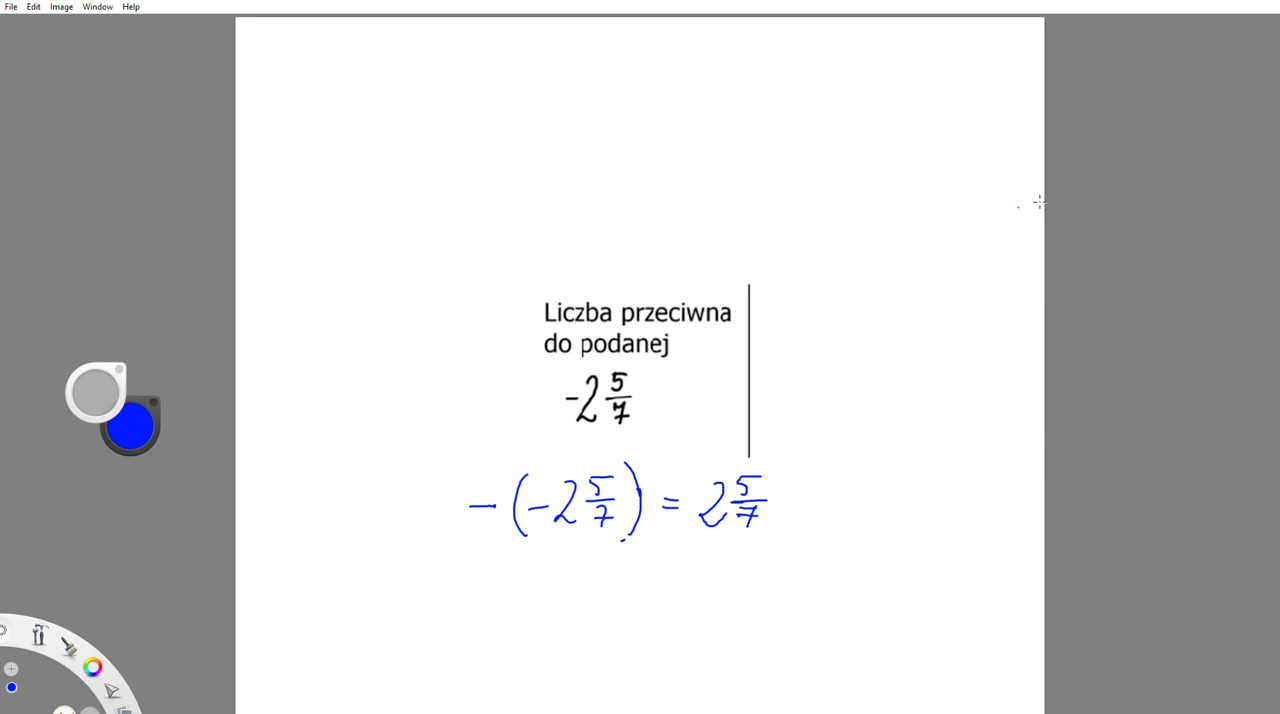 File Edit Image Window Help
Liczba przeciwna
do podanej
-2 5/7
-(-2 5/7) = 2 5/7